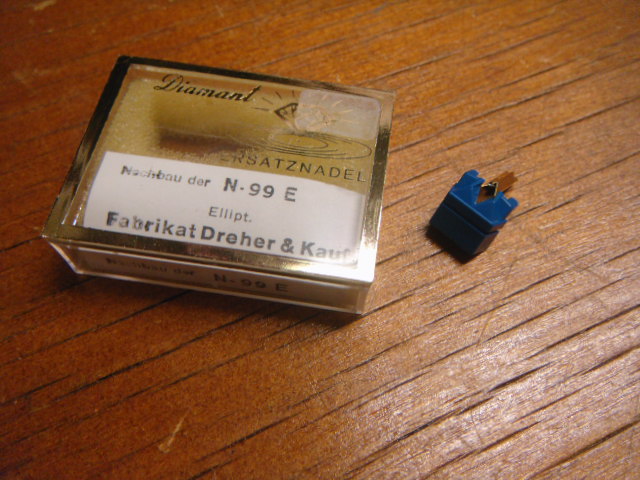 Diamant
ERSATZNADEL
Nachbau der N-99 E
Ellipt.
Fabrikat Dreher & Kauf
Nachbau der N-99 E